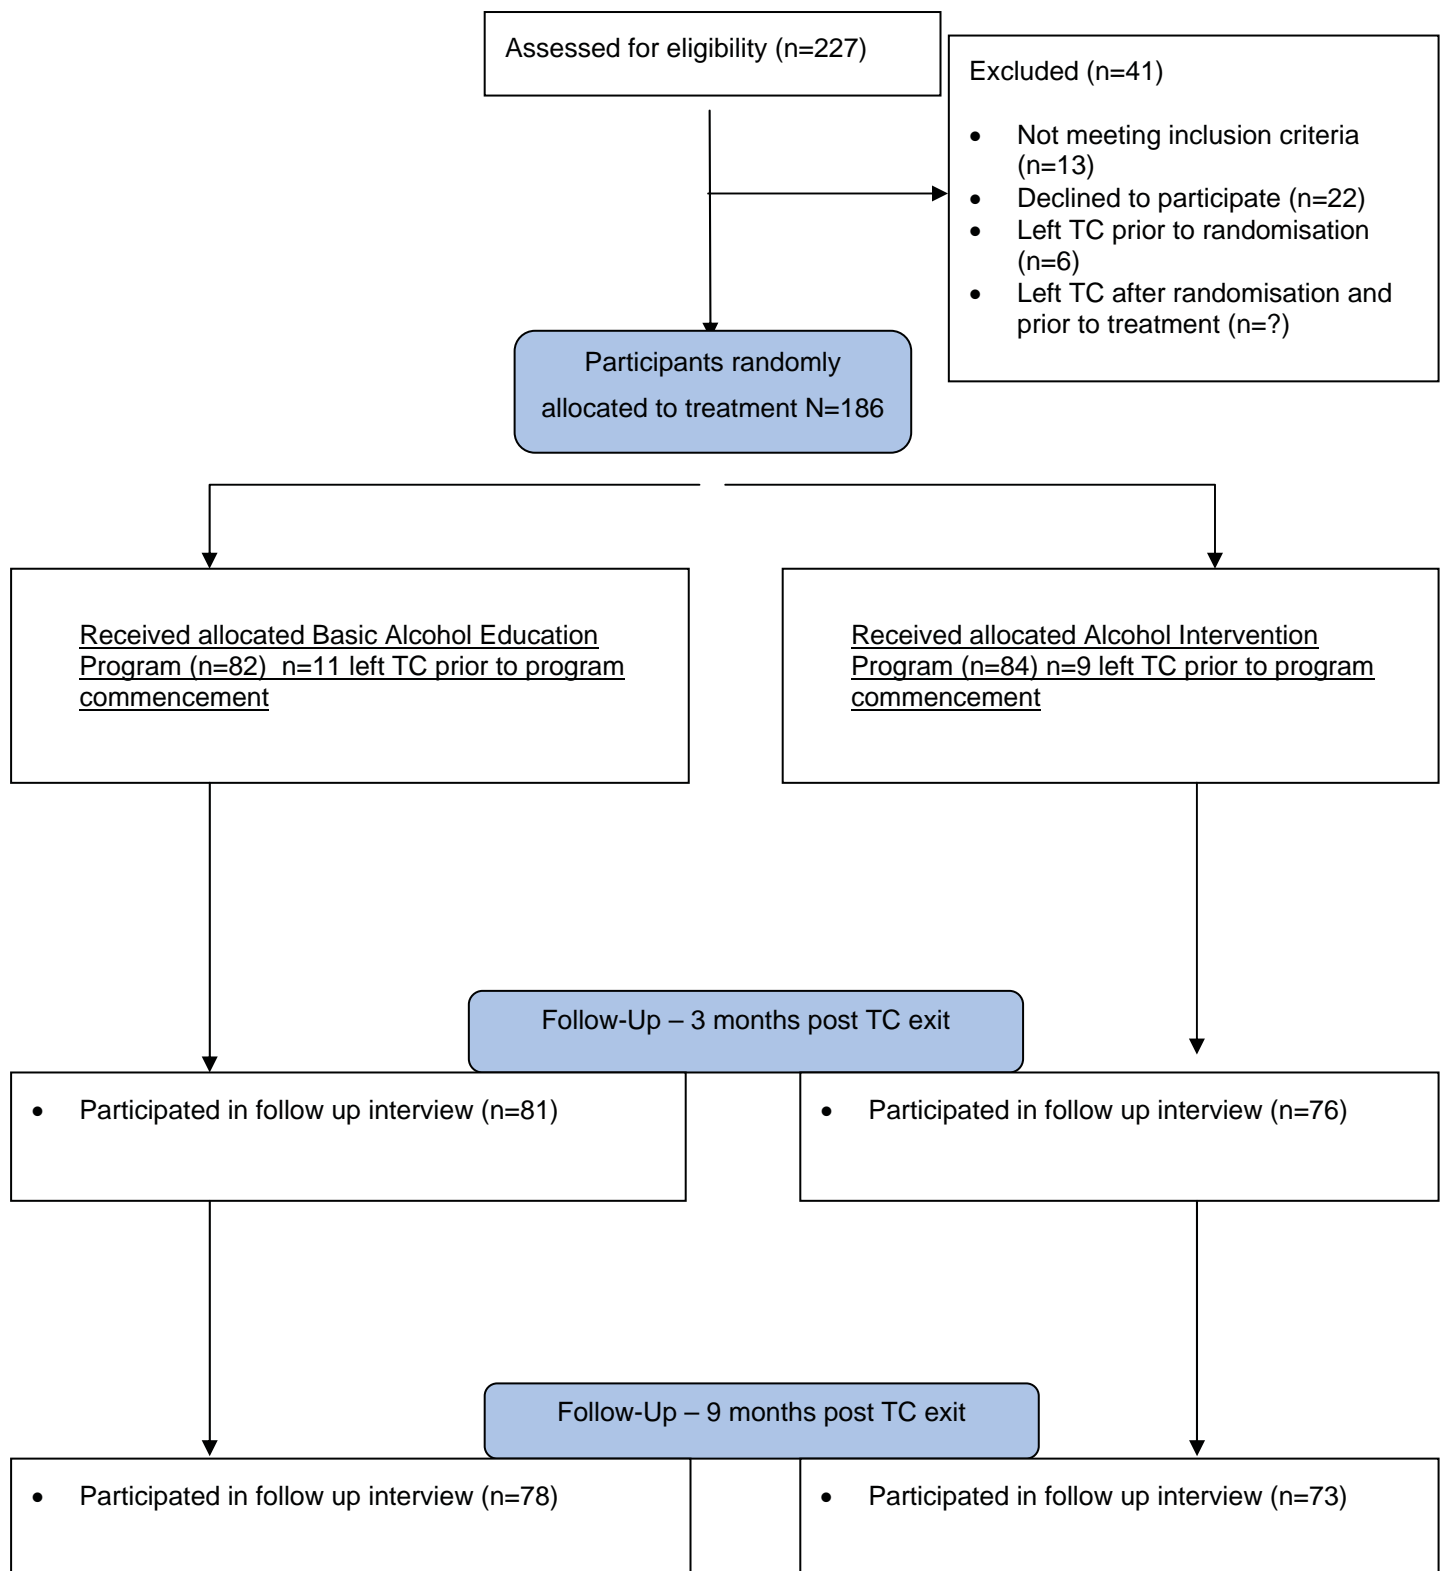 Assessed for eligibility (n=227)
Excluded (n=41)
• Not meeting inclusion criteria
(n=13)
• Declined to participate (n=22)
• Left TC prior to randomisation
(n=6)
• Left TC after randomisation and
prior to treatment (n=?)
Participants randomly
allocated to treatment N=186
Received allocated Basic Alcohol Education
Program (n=82)  n=11 left TC prior to program
commencement
Received allocated Alcohol Intervention
Program (n=84) n=9 left TC prior to program
commencement
Follow-Up – 3 months post TC exit
• Participated in follow up interview (n=81)
• Participated in follow up interview (n=76)
Follow-Up – 9 months post TC exit
• Participated in follow up interview (n=78)
• Participated in follow up interview (n=73)